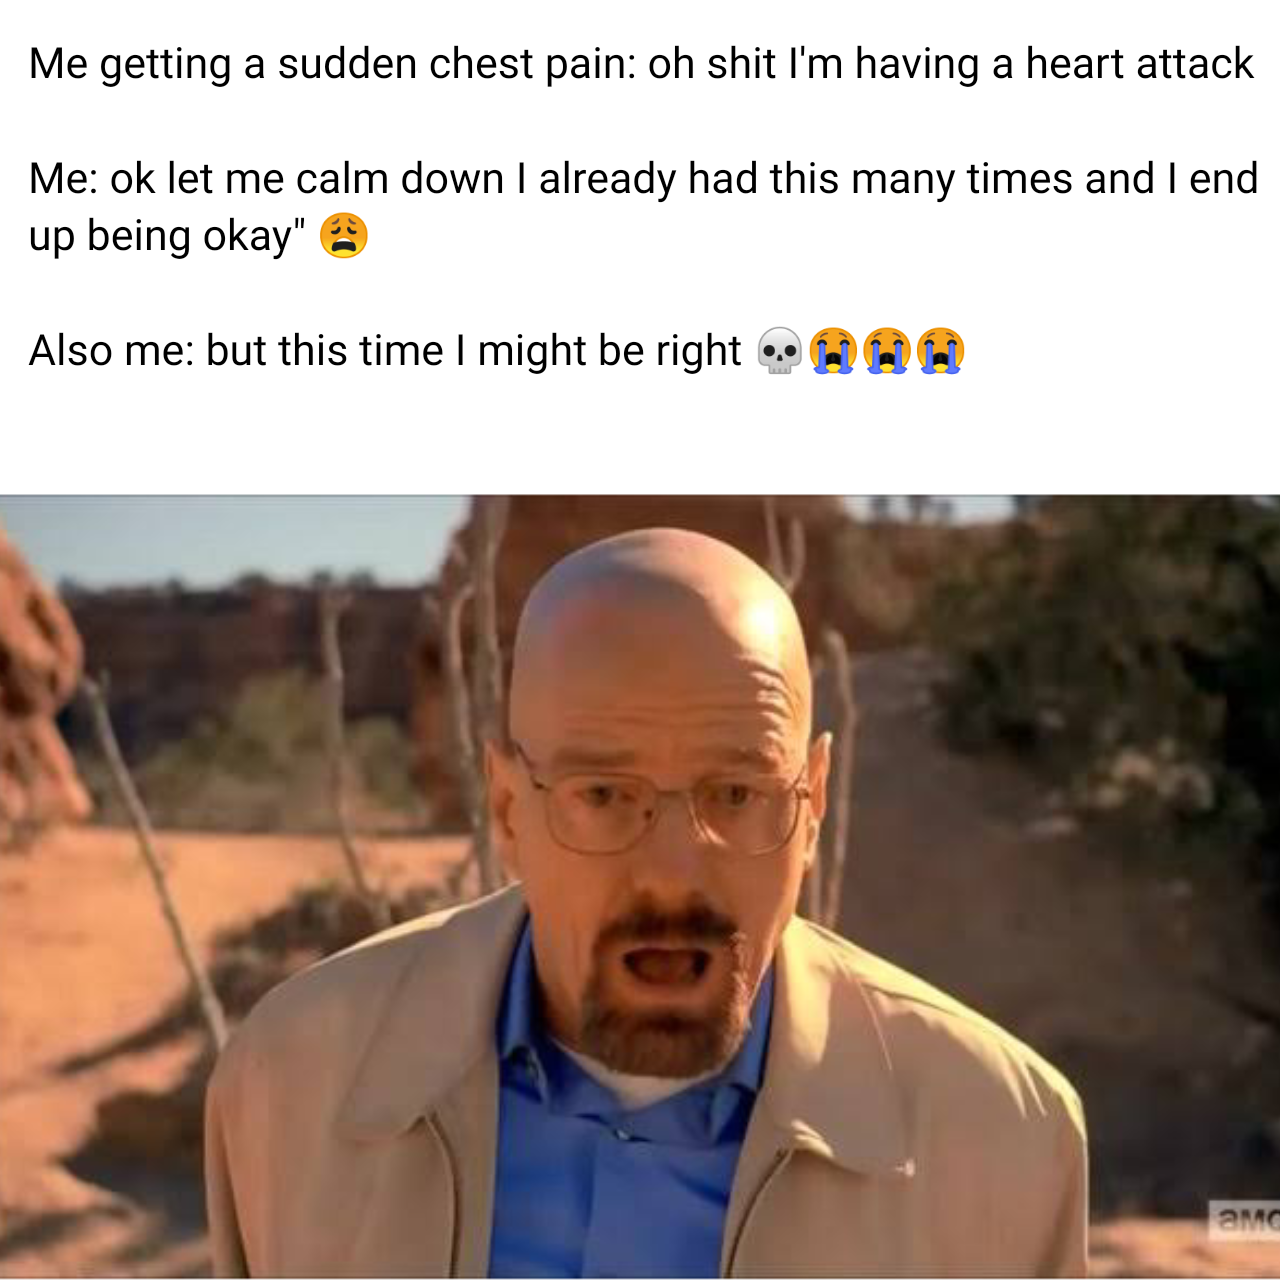 Me getting a sudden chest pain: oh shit I'm having a heart attack
Me: ok let me calm down I already had this many times and I end
up being okay" 😩
Also me: but this time I might be right 💀😭😭😭
amc